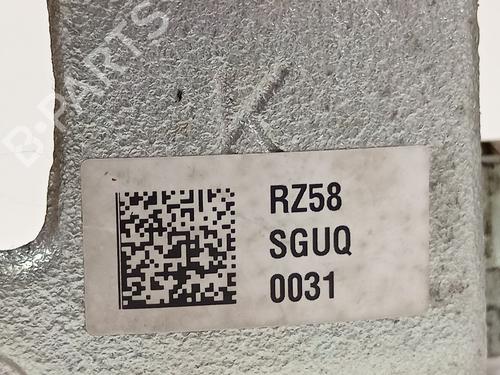 B-PARTS
K
RZ58
SGUQ
0031